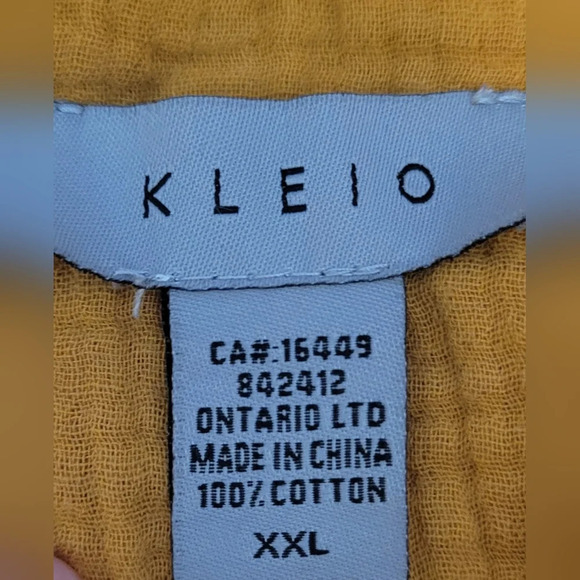 KLEIO
CA#:16449
842412
ONTARIO LTD
MADE IN CHINA
100% COTTON
XXL